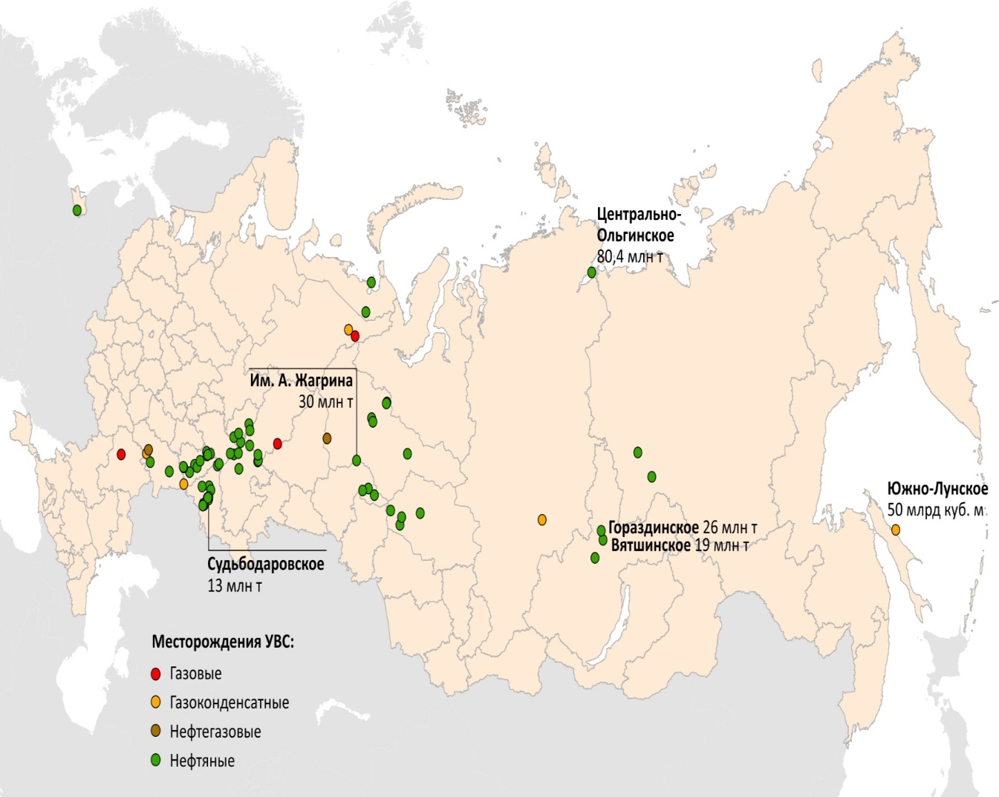 Центрально-
Ольгинское
80,4 млн т
Им. А. Жагрина
30 млн т
Южно-Лунское
50 млрд куб. м
Гораздинское 26 млн т
Вятшинское 19 млн т
Судьбодаровское
13 млн т
Месторождения УВС:
Газовые
Газоконденсатные
Нефтегазовые
Нефтяные